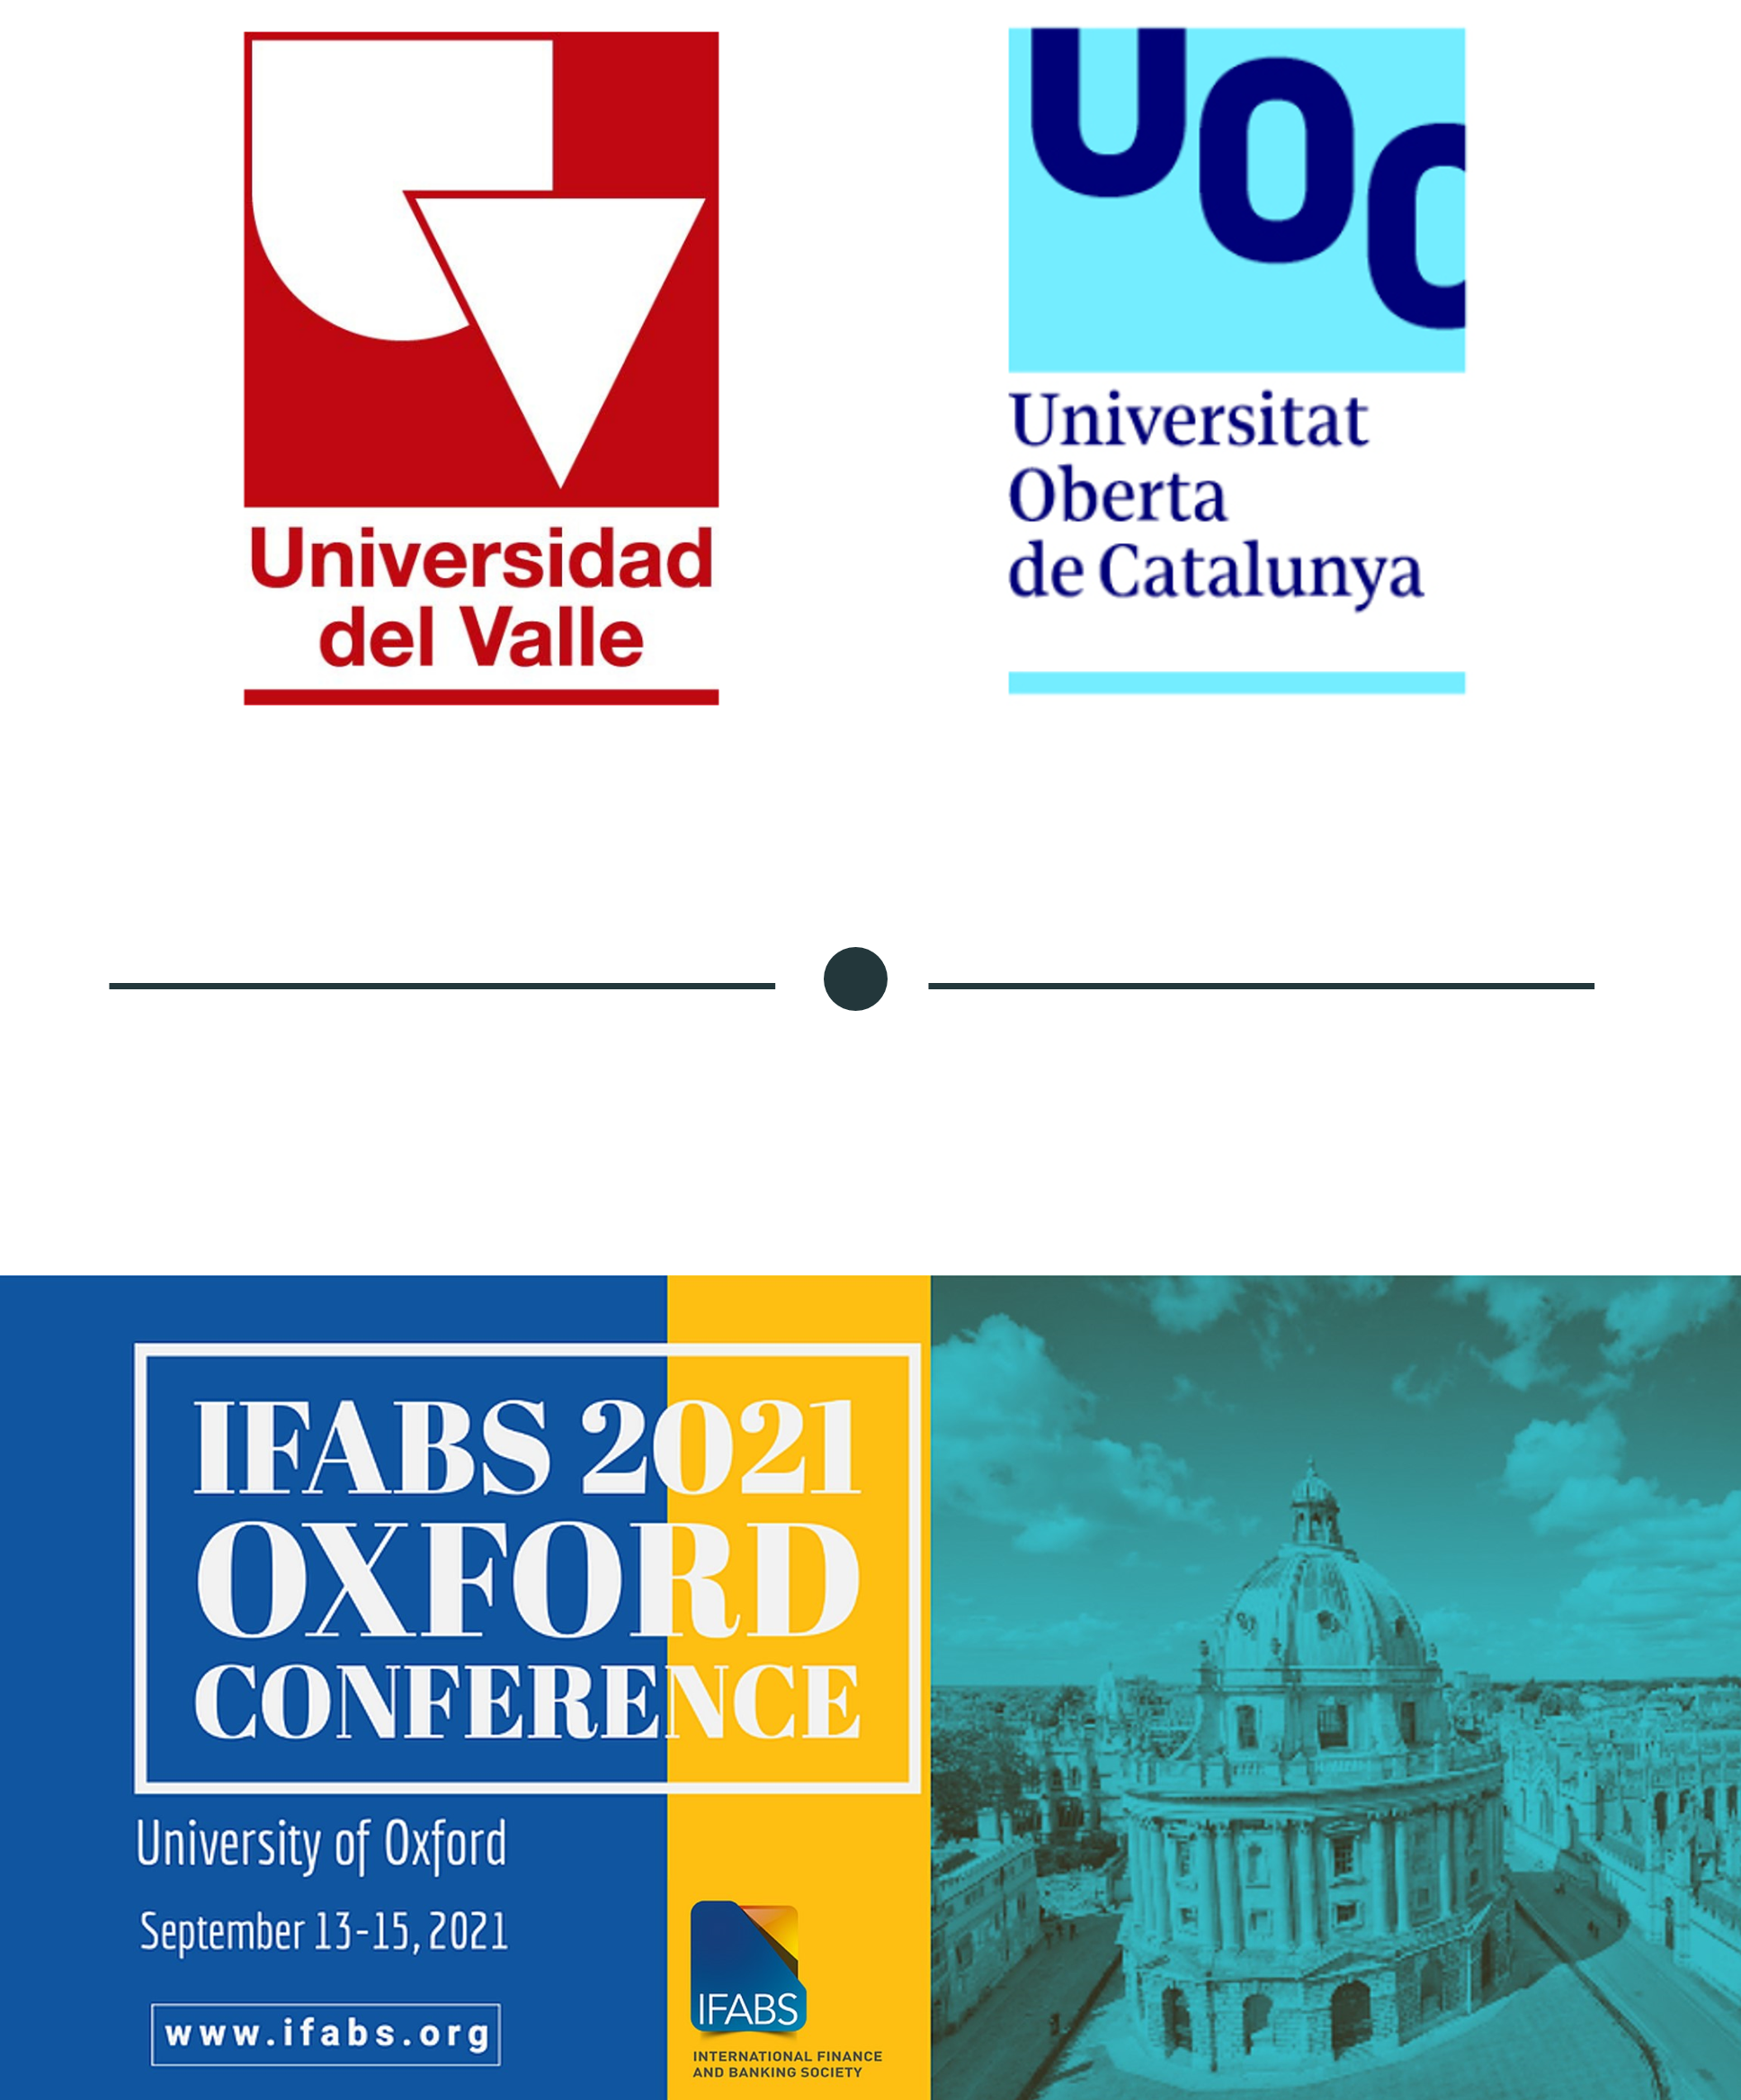 Universidad
del Valle
UOC
Universitat
Oberta
de Catalunya
IFABS 2021
OXFORD
CONFERENCE
University of Oxford
September 13-15, 2021
www.ifabs.org
IFABS
INTERNATIONAL FINANCE
AND BANKING SOCIETY